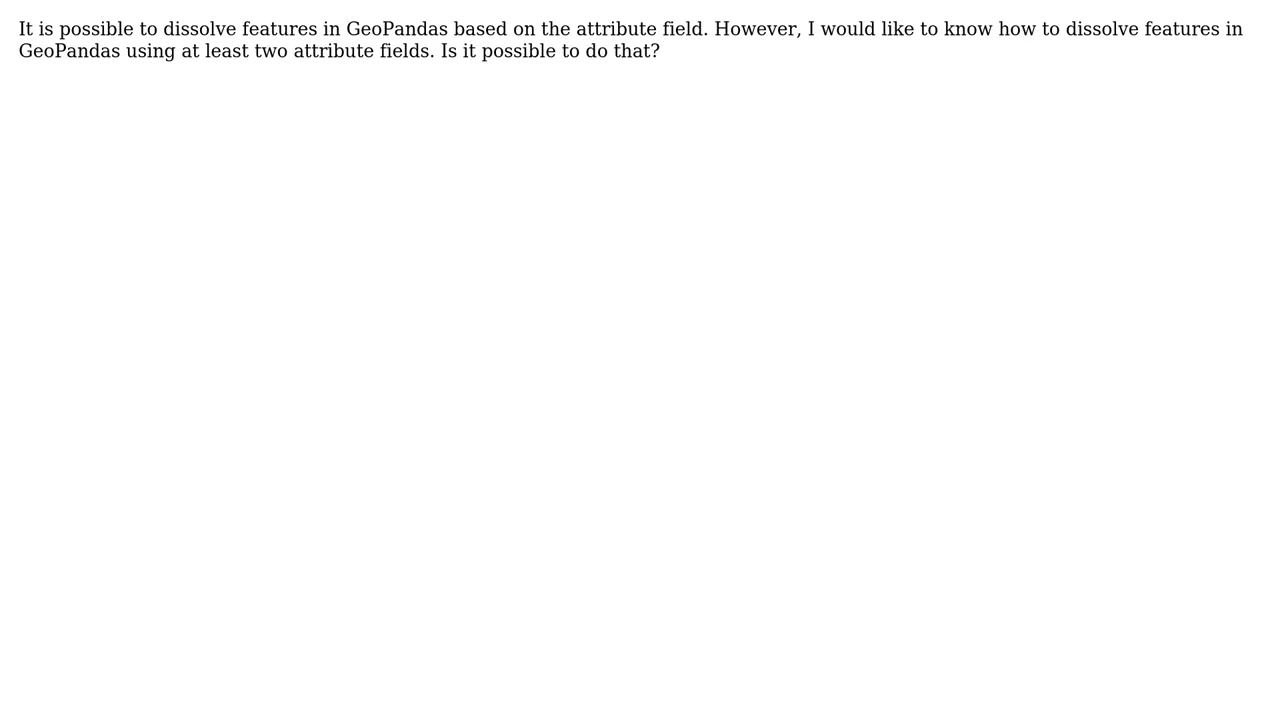 It is possible to dissolve features in GeoPandas based on the attribute field. However, I would like to know how to dissolve features in
GeoPandas using at least two attribute fields. Is it possible to do that?